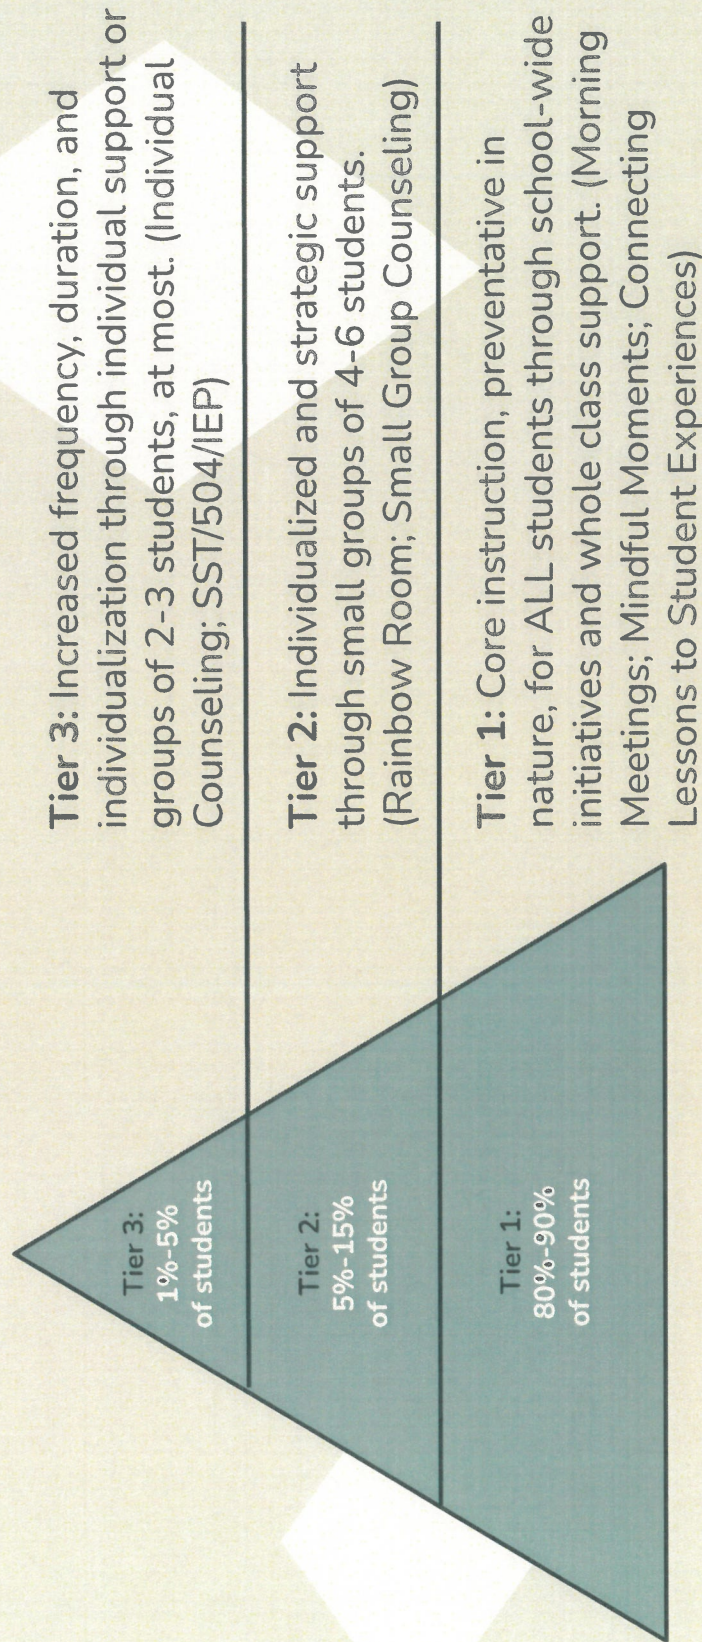 Tier 3:
1%-5%
of students
Tier 2:
5%-15%
of students
Tier 1:
80%-90%
of students
Tier 3: Increased frequency, duration, and
individualization through individual support or
groups of 2-3 students, at most. (Individual
Counseling; SST/504/IEP)
Tier 2: Individualized and strategic support
through small groups of 4-6 students.
(Rainbow Room; Small Group Counseling)
Tier 1: Core instruction, preventative in
nature, for ALL students through school-wide
initiatives and whole class support. (Morning
Meetings; Mindful Moments; Connecting
Lessons to Student Experiences)